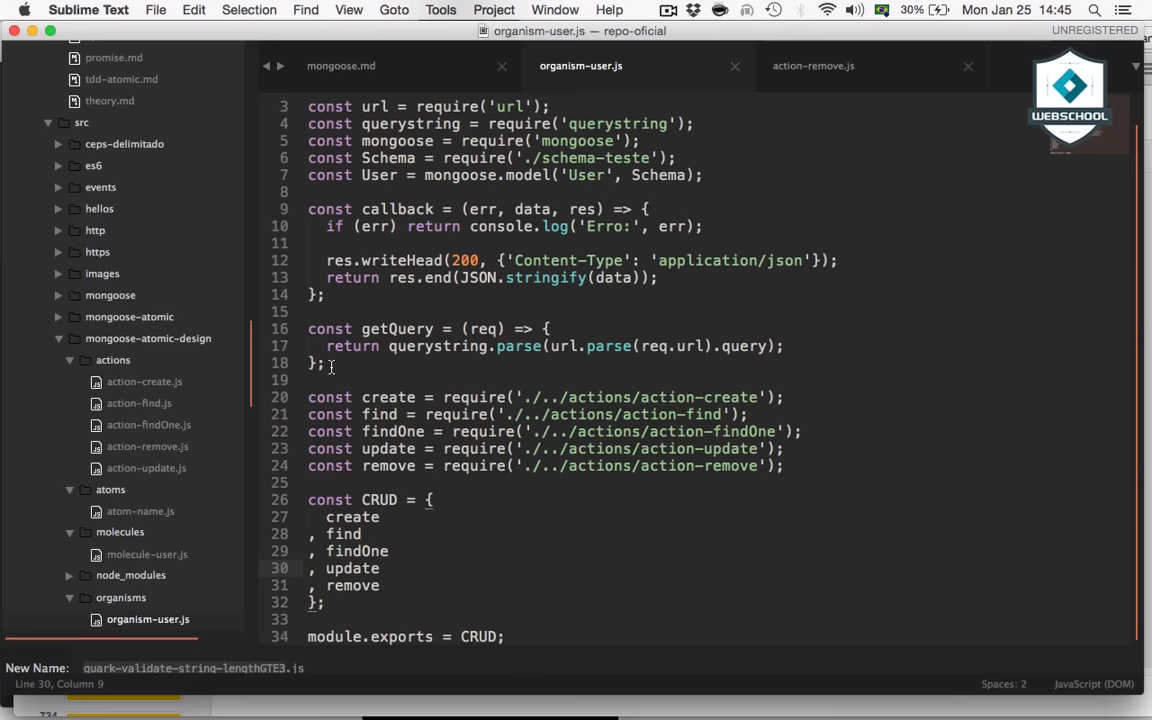 Sublime Text File Edit Selection Find View Goto Tools Project Window Help 30% Mon Jan 25 14:45
organism-user.js — repo-oficial UNREGISTERED
mongoose.md organism-user.js action-remove.js
WEBSCHOOL
promise.md
tdd-atomic.md
theory.md
src
ceps-delimitado
es6
events
hellos
http
https
images
mongoose
mongoose-atomic
mongoose-atomic-design
actions
action-create.js
action-find.js
action-findOne.js
action-remove.js
action-update.js
atoms
atom-name.js
molecules
molecule-user.js
node_modules
organisms
organism-user.js
3 const url = require('url');
4 const querystring = require('querystring');
5 const mongoose = require('mongoose');
6 const Schema = require('./schema-teste');
7 const User = mongoose.model('User', Schema);
8
9 const callback = (err, data, res) => {
10 if (err) return console.log('Erro:', err);
11
12 res.writeHead(200, {'Content-Type': 'application/json'});
13 return res.end(JSON.stringify(data));
14 };
15
16 const getQuery = (req) => {
17 return querystring.parse(url.parse(req.url).query);
18 };
19
20 const create = require('./../actions/action-create');
21 const find = require('./../actions/action-find');
22 const findOne = require('./../actions/action-findOne');
23 const update = require('./../actions/action-update');
24 const remove = require('./../actions/action-remove');
25
26 const CRUD = {
27 create
28 , find
29 , findOne
30 , update
31 , remove
32 };
33
34 module.exports = CRUD;
New Name: quark-validate-string-lengthGTE3.js
Line 30, Column 9 Spaces: 2 JavaScript (DOM)
734